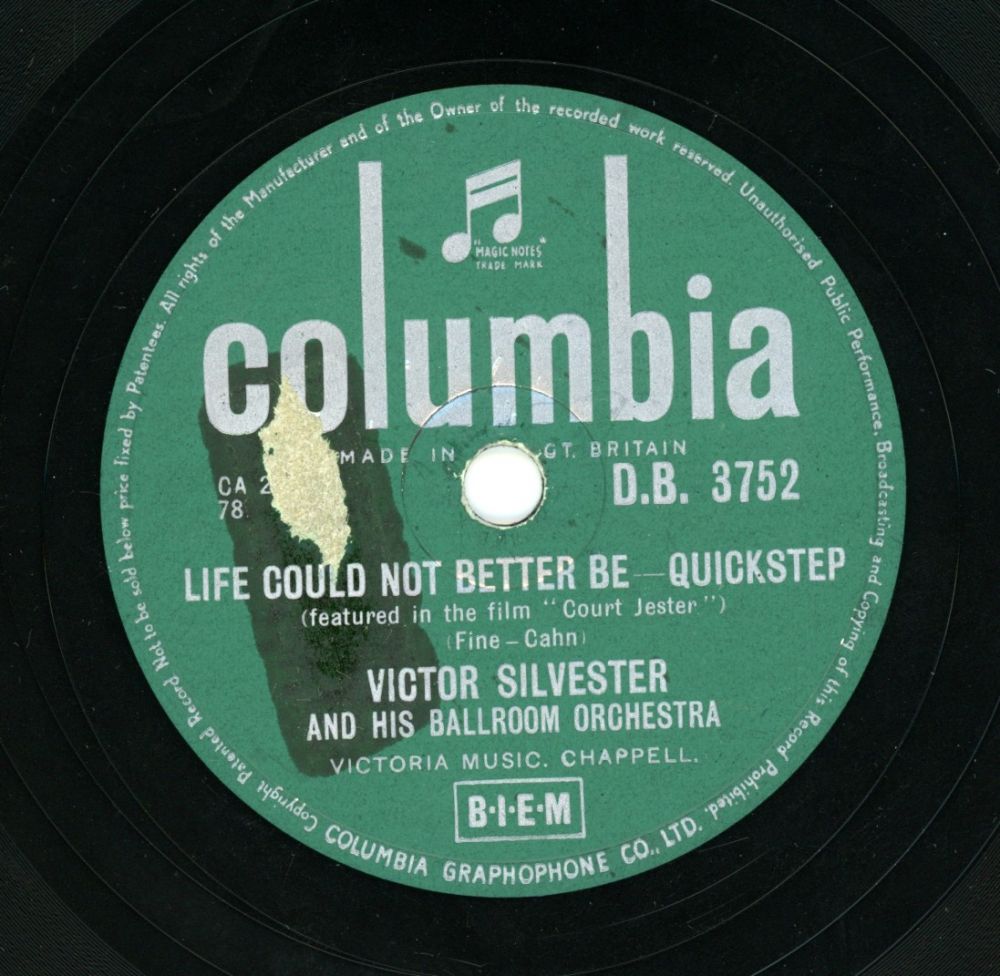 "MAGIC NOTES"
TRADE MARK
columbia
MADE IN GT. BRITAIN
CA 2
78
D.B. 3752
LIFE COULD NOT BETTER BE—QUICKSTEP
(featured in the film "Court Jester")
(Fine-Cahn)
VICTOR SILVESTER
AND HIS BALLROOM ORCHESTRA
VICTORIA MUSIC. CHAPPELL.
B·I·E·M
COLUMBIA GRAPHOPHONE CO., LTD.
Copyright Patented Record Not to be sold below price fixed by Patentees. All rights of the Manufacturer and of the Owner of the recorded work reserved. Unauthorised Public Performance, Broadcasting and Copying of this Record Prohibited.